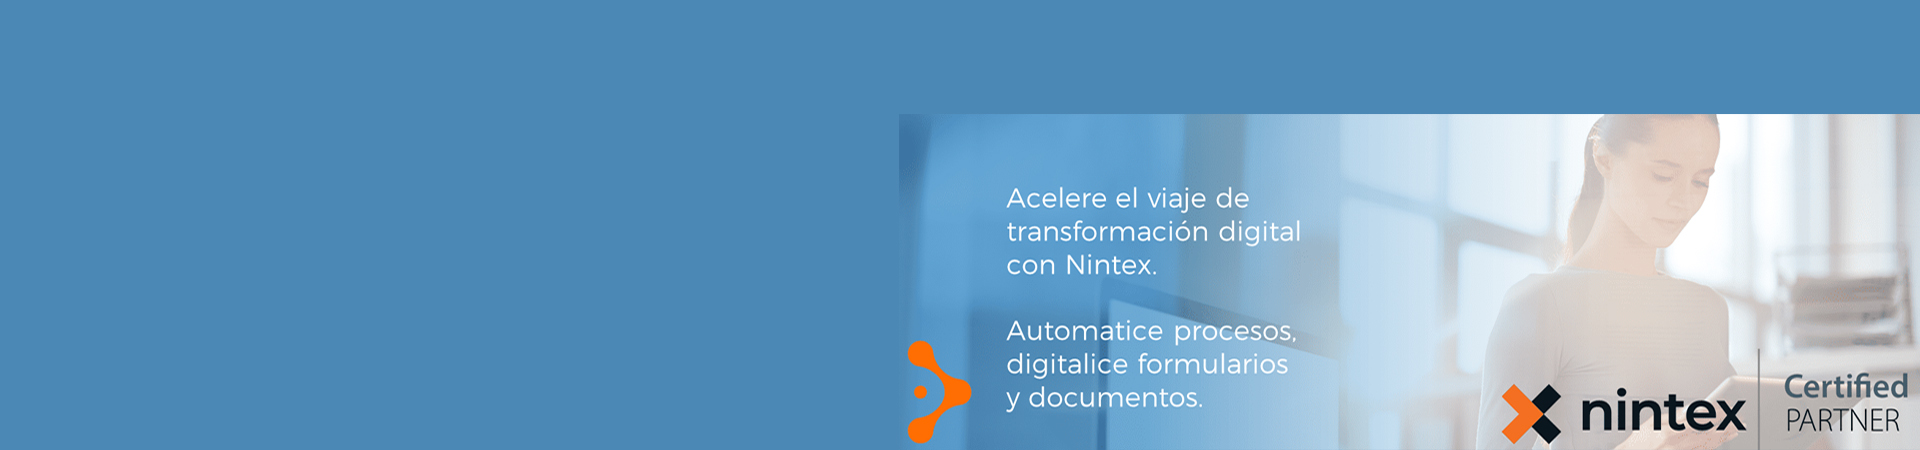 Acelere el viaje de
transformación digital
con Nintex.
Automatice procesos,
digitalice formularios
y documentos.
nintex
Certified
PARTNER